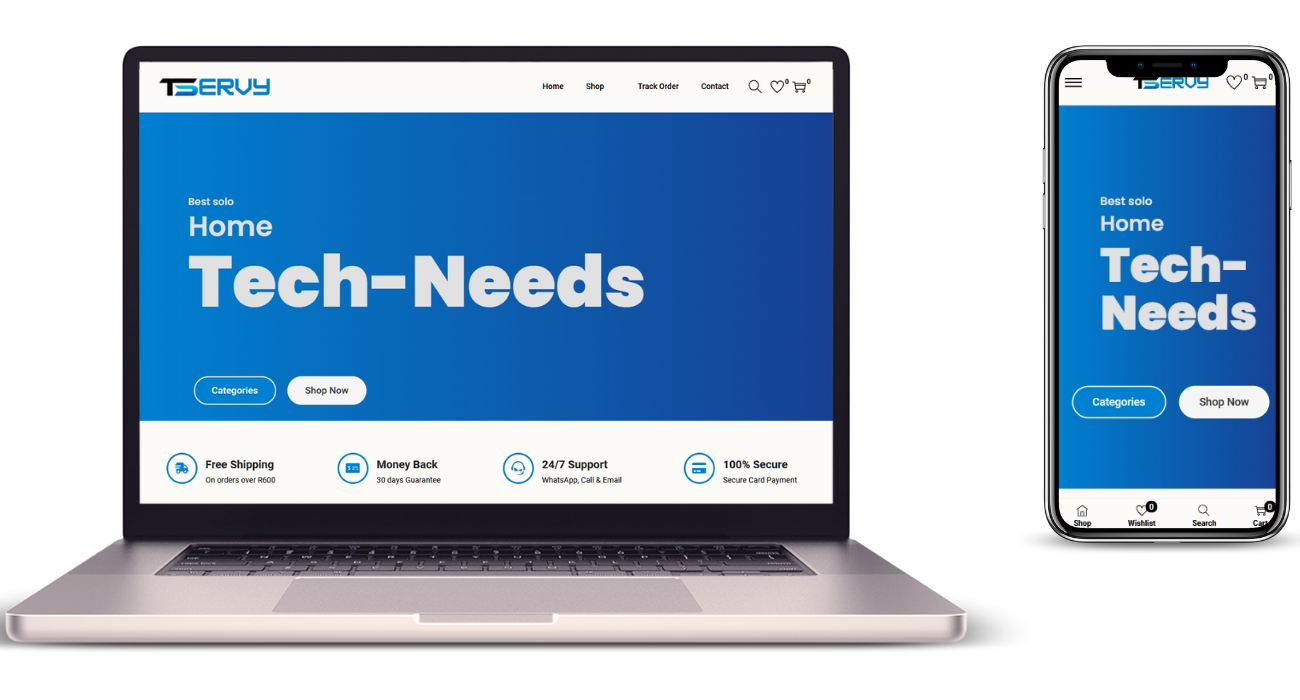 TSERVY
Home Shop Track Order Contact 0 0
Best solo
Home
Tech-Needs
Categories Shop Now
Free Shipping
On orders over R600
Money Back
30 days Guarantee
24/7 Support
WhatsApp, Call & Email
100% Secure
Secure Card Payment
TSERVY 0 0
Best solo
Home
Tech-
Needs
Categories Shop Now
0 0
Shop Wishlist Search Cart